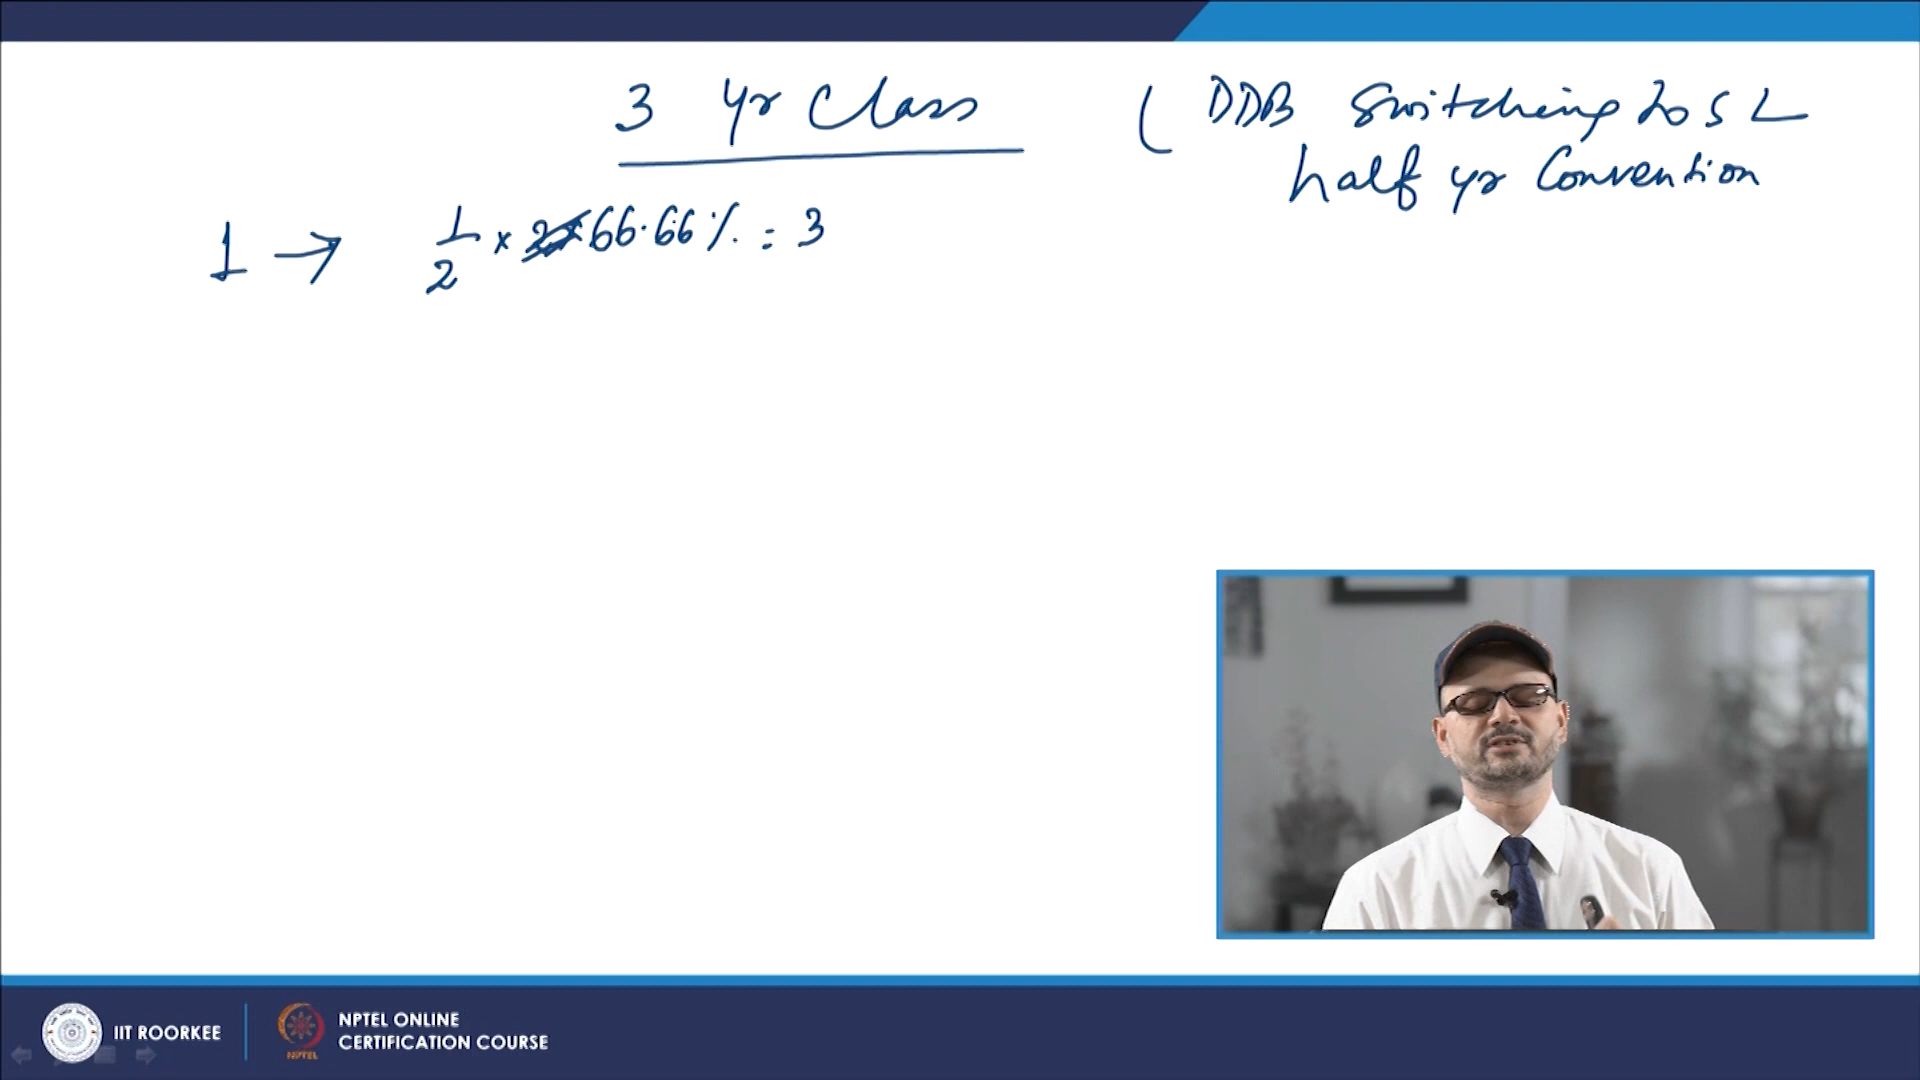 3 yr Class ( DDB switching to SL
half yr Convention
1 → 1/2 × 66.66 % = 3
IIT ROORKEE
NPTEL
NPTEL ONLINE
CERTIFICATION COURSE